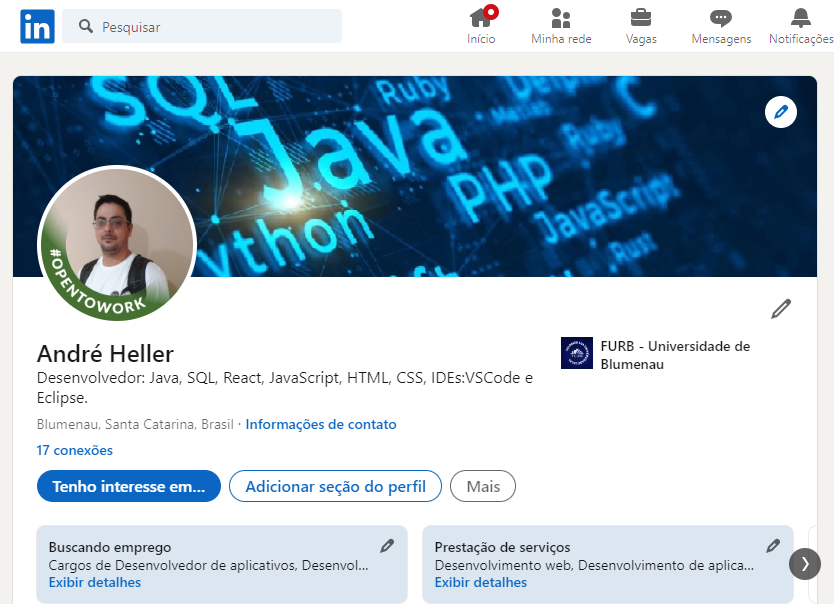 in
Pesquisar
Início
Minha rede
Vagas
Mensagens
Notificações
SQL
Ruby
Java
C
Ruby
PHP
JavaScript
ython
Rust
#OPENTOWORK
André Heller
Desenvolvedor: Java, SQL, React, JavaScript, HTML, CSS, IDEs:VSCode e
Eclipse.
Blumenau, Santa Catarina, Brasil · Informações de contato
17 conexões
FURB - Universidade de
Blumenau
Tenho interesse em...
Adicionar seção do perfil
Mais
Buscando emprego
Cargos de Desenvolvedor de aplicativos, Desenvol...
Exibir detalhes
Prestação de serviços
Desenvolvimento web, Desenvolvimento de aplica...
Exibir detalhes